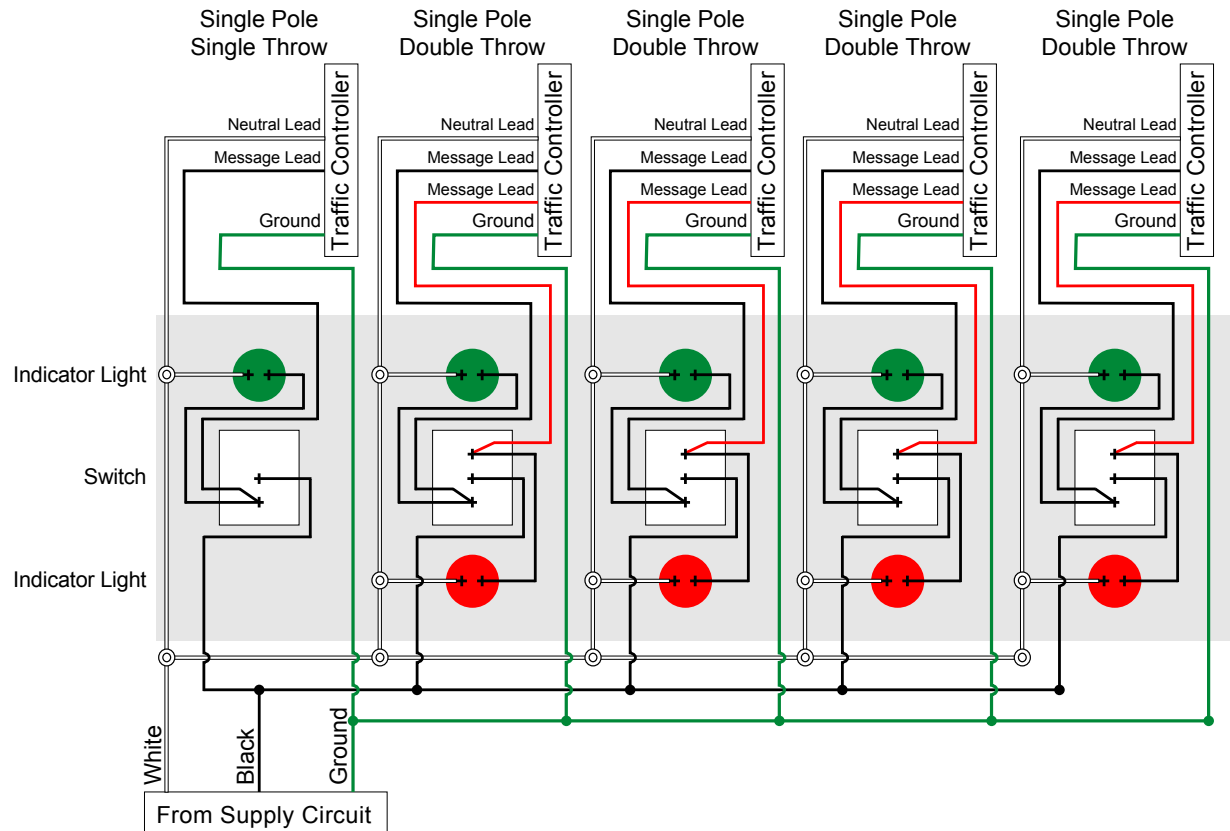 Single Pole
Single Throw
Single Pole
Double Throw
Single Pole
Double Throw
Single Pole
Double Throw
Single Pole
Double Throw
Neutral Lead
Message Lead
Ground
Traffic Controller
Neutral Lead
Message Lead
Message Lead
Ground
Traffic Controller
Neutral Lead
Message Lead
Message Lead
Ground
Traffic Controller
Neutral Lead
Message Lead
Message Lead
Ground
Traffic Controller
Neutral Lead
Message Lead
Message Lead
Ground
Traffic Controller
Indicator Light
Switch
Indicator Light
White
Black
Ground
From Supply Circuit